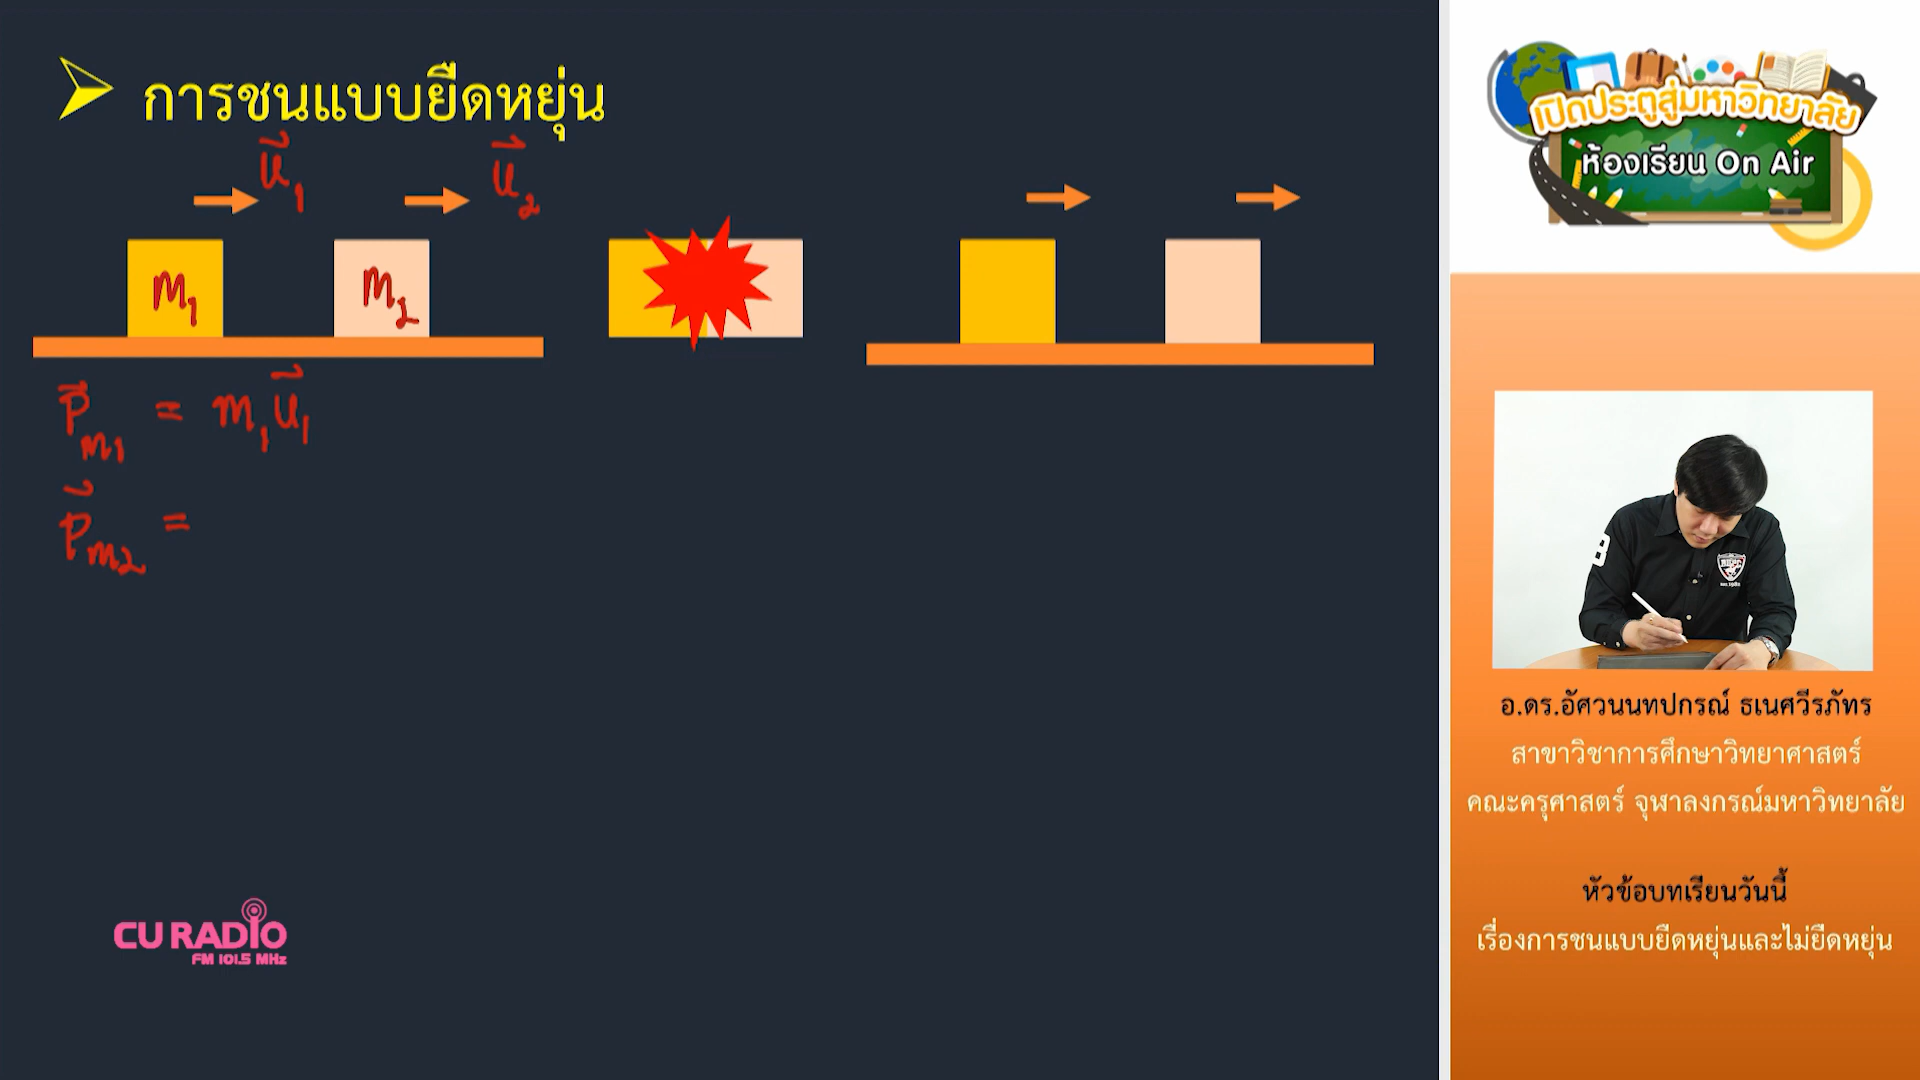 การชนแบบยืดหยุ่น
u⃗₁
u⃗₂
m₁
m₂
P⃗m1 = m₁u⃗₁
P⃗m2 =
CU RADIO
FM 101.5 MHz
เปิดประตูสู่มหาวิทยาลัย
ห้องเรียน On Air
อ.ดร.อัศวนนทปกรณ์ ธเนศวีรภัทร
สาขาวิชาการศึกษาวิทยาศาสตร์
คณะครุศาสตร์ จุฬาลงกรณ์มหาวิทยาลัย
หัวข้อบทเรียนวันนี้
เรื่องการชนแบบยืดหยุ่นและไม่ยืดหยุ่น